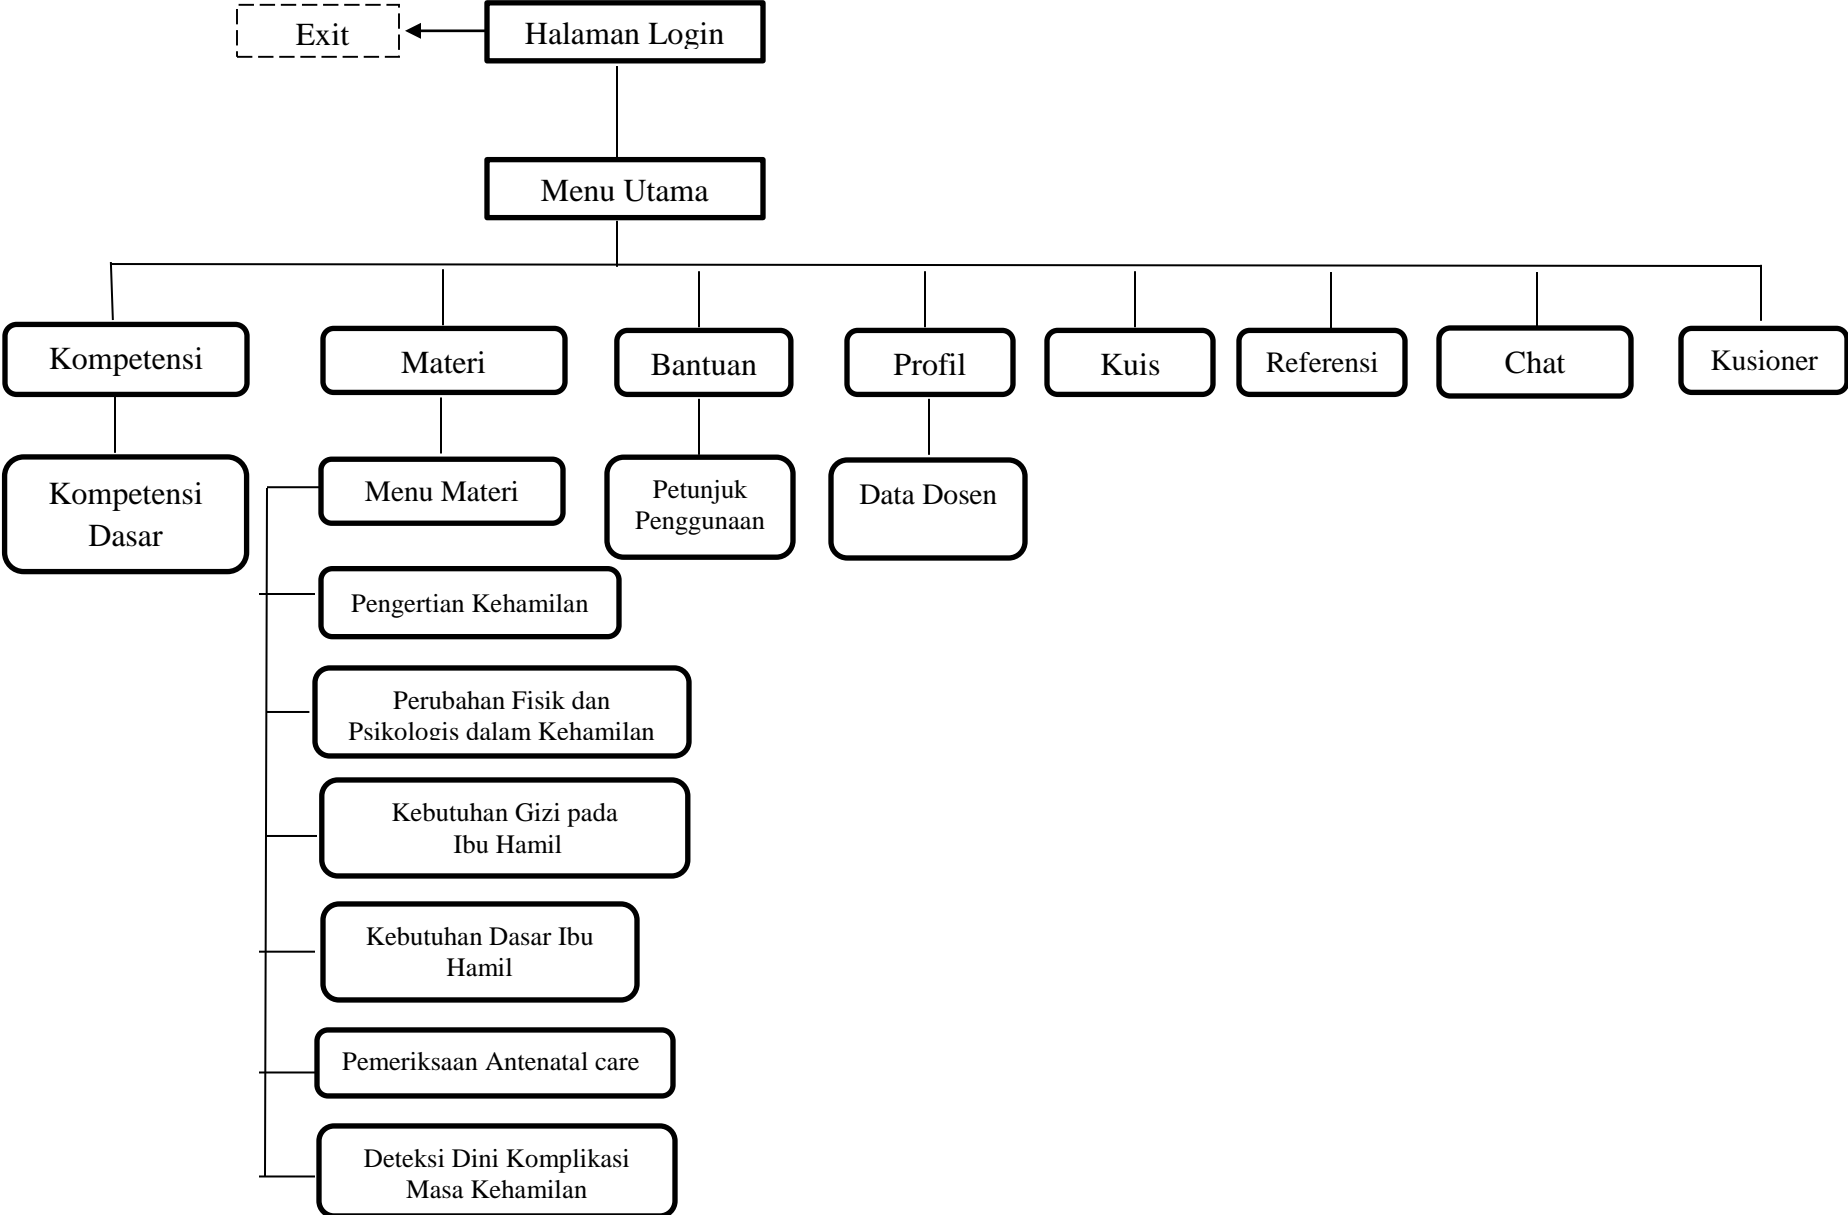 Exit
Halaman Login
Menu Utama
Kompetensi
Materi
Bantuan
Profil
Kuis
Referensi
Chat
Kusioner
Kompetensi
Dasar
Menu Materi
Petunjuk
Penggunaan
Data Dosen
Pengertian Kehamilan
Perubahan Fisik dan
Psikologis dalam Kehamilan
Kebutuhan Gizi pada
Ibu Hamil
Kebutuhan Dasar Ibu
Hamil
Pemeriksaan Antenatal care
Deteksi Dini Komplikasi
Masa Kehamilan